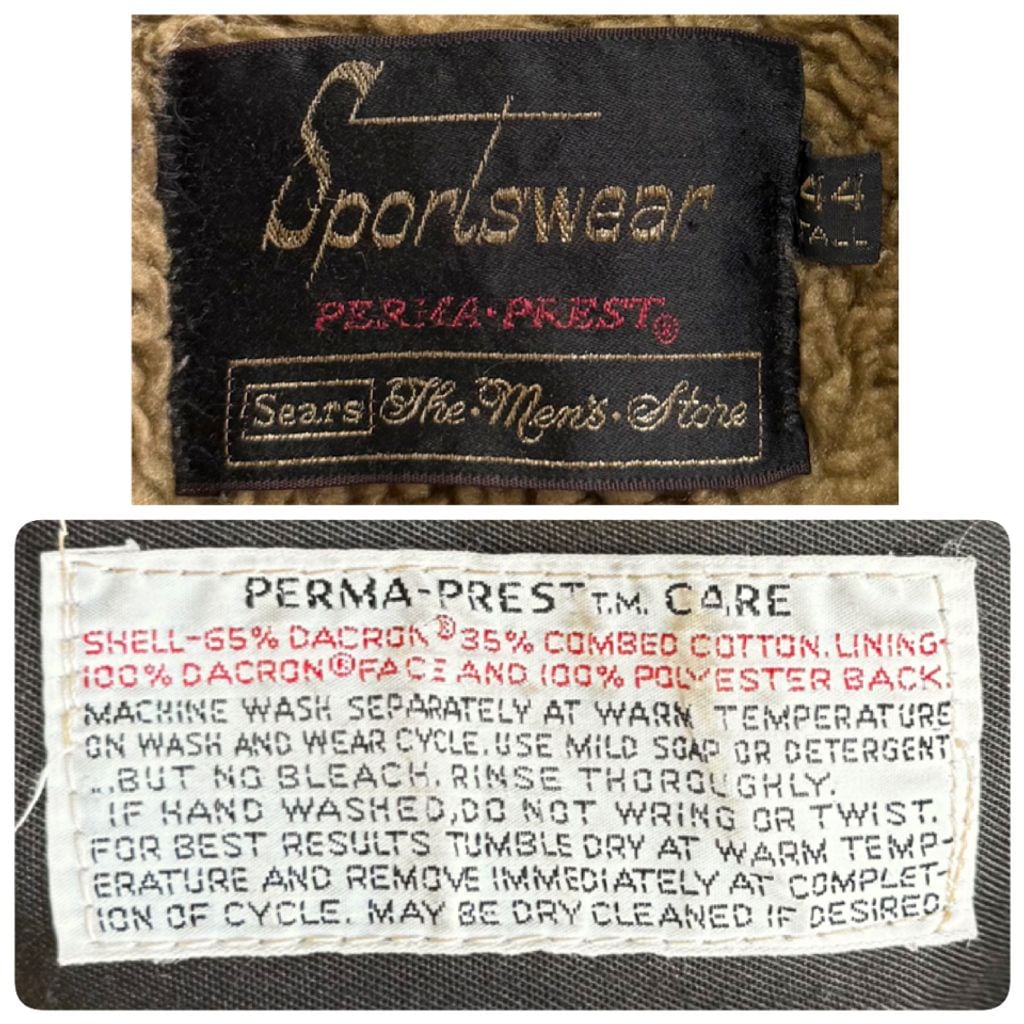 Sportswear
44
TALL
PERMA·PREST®
Sears The·Men's·Store
PERMA-PREST T.M. CARE
SHELL-65% DACRON® 35% COMBED COTTON. LINING-
100% DACRON® FACE AND 100% POLYESTER BACK.
MACHINE WASH SEPARATELY AT WARM TEMPERATURE
ON WASH AND WEAR CYCLE. USE MILD SOAP OR DETERGENT
...BUT NO BLEACH. RINSE THOROUGHLY.
IF HAND WASHED, DO NOT WRING OR TWIST.
FOR BEST RESULTS TUMBLE DRY AT WARM TEMP-
ERATURE AND REMOVE IMMEDIATELY AT COMPLET-
ION OF CYCLE. MAY BE DRY CLEANED IF DESIRED.